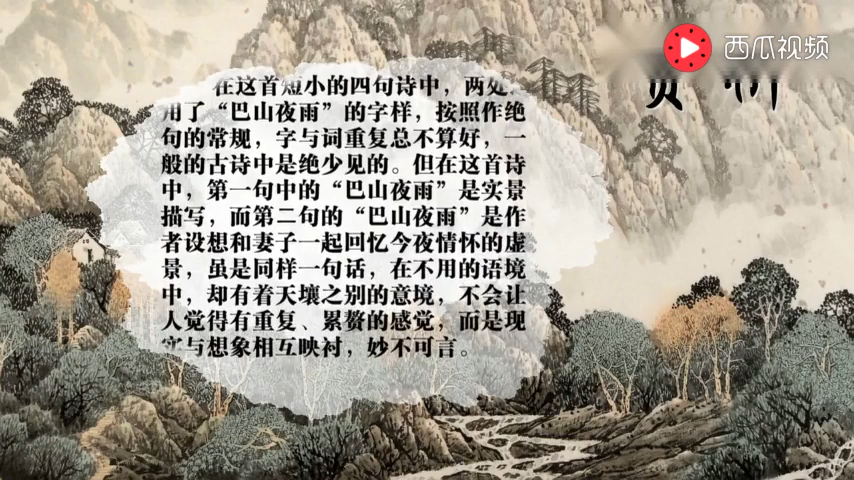 西瓜视频
在这首短小的四句诗中，两处
用了“巴山夜雨”的字样，按照作绝
句的常规，字与词重复总不算好，一
般的古诗中是绝少见的。但在这首诗
中，第一句中的“巴山夜雨”是实景
描写，而第二句的“巴山夜雨”是作
者设想和妻子一起回忆今夜情怀的虚
景，虽是同样一句话，在不用的语境
中，却有着天壤之别的意境，不会让
人觉得有重复、累赘的感觉，而是现
实与想象相互映衬，妙不可言。